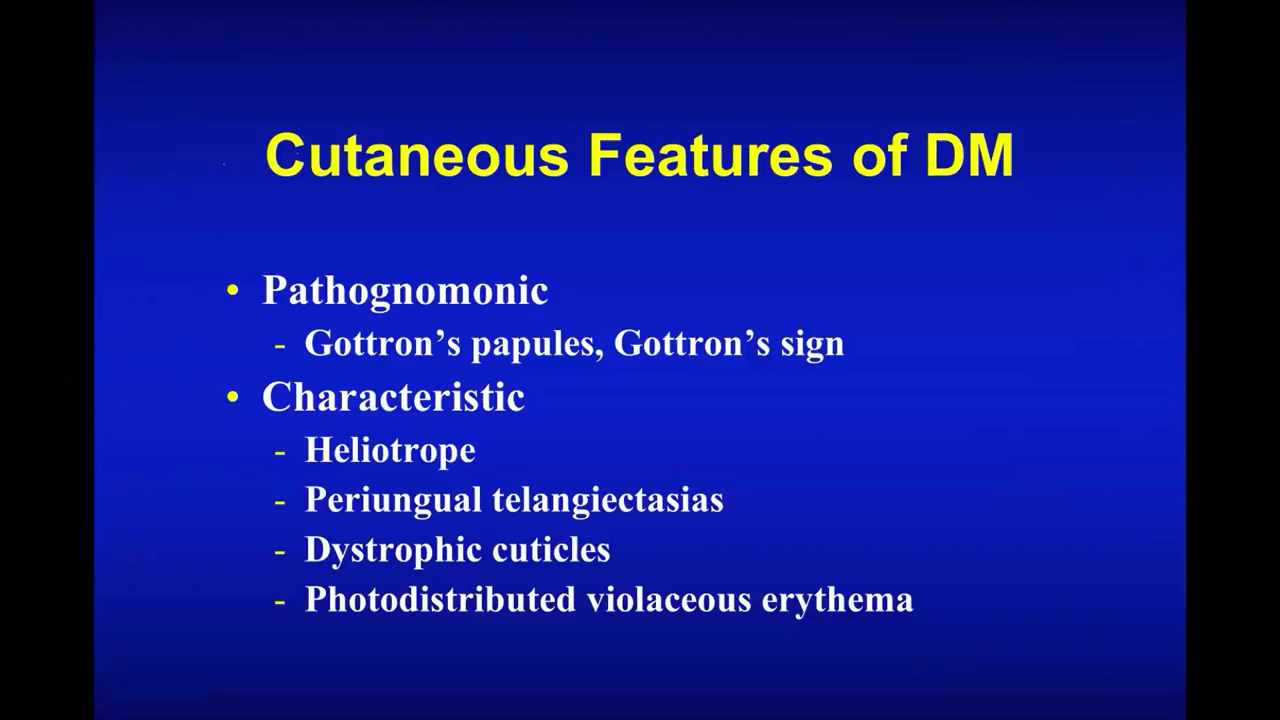 Cutaneous Features of DM
• Pathognomonic
- Gottron’s papules, Gottron’s sign
• Characteristic
- Heliotrope
- Periungual telangiectasias
- Dystrophic cuticles
- Photodistributed violaceous erythema